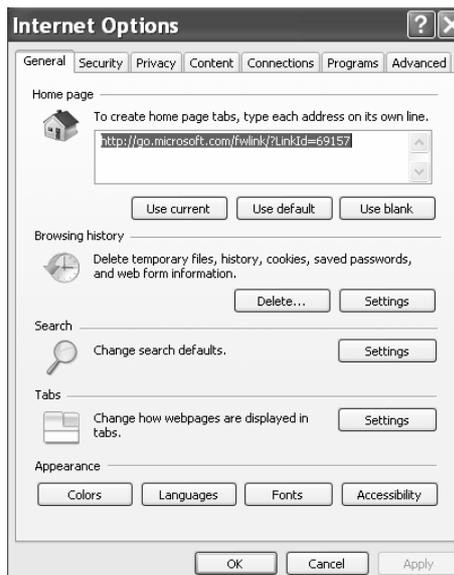 Internet Options
General Security Privacy Content Connections Programs Advanced
Home page
To create home page tabs, type each address on its own line.
http://go.microsoft.com/fwlink/?LinkId=69157
Use current Use default Use blank
Browsing history
Delete temporary files, history, cookies, saved passwords,
and web form information.
Delete... Settings
Search
Change search defaults. Settings
Tabs
Change how webpages are displayed in Settings
tabs.
Appearance
Colors Languages Fonts Accessibility
OK Cancel Apply